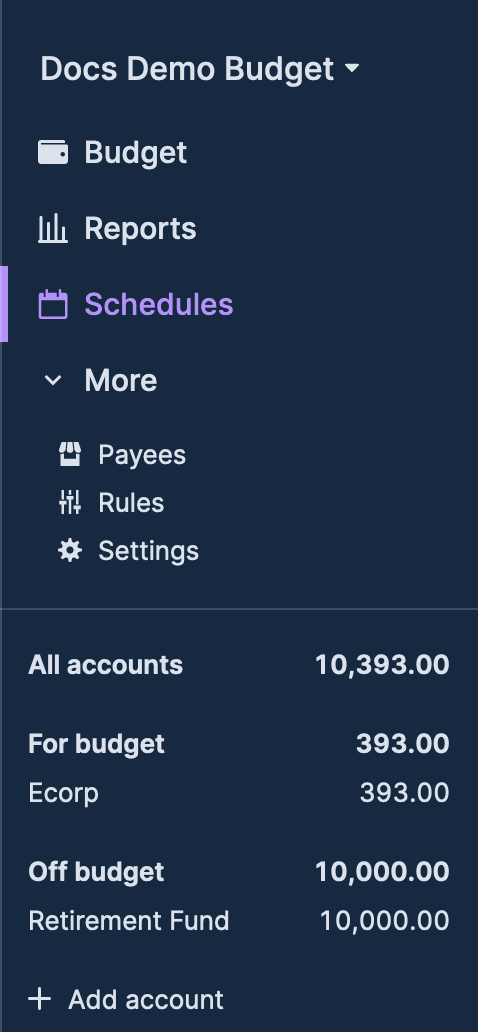 Docs Demo Budget
Budget
Reports
Schedules
More
Payees
Rules
Settings
All accounts 10,393.00
For budget 393.00
Ecorp 393.00
Off budget 10,000.00
Retirement Fund 10,000.00
Add account